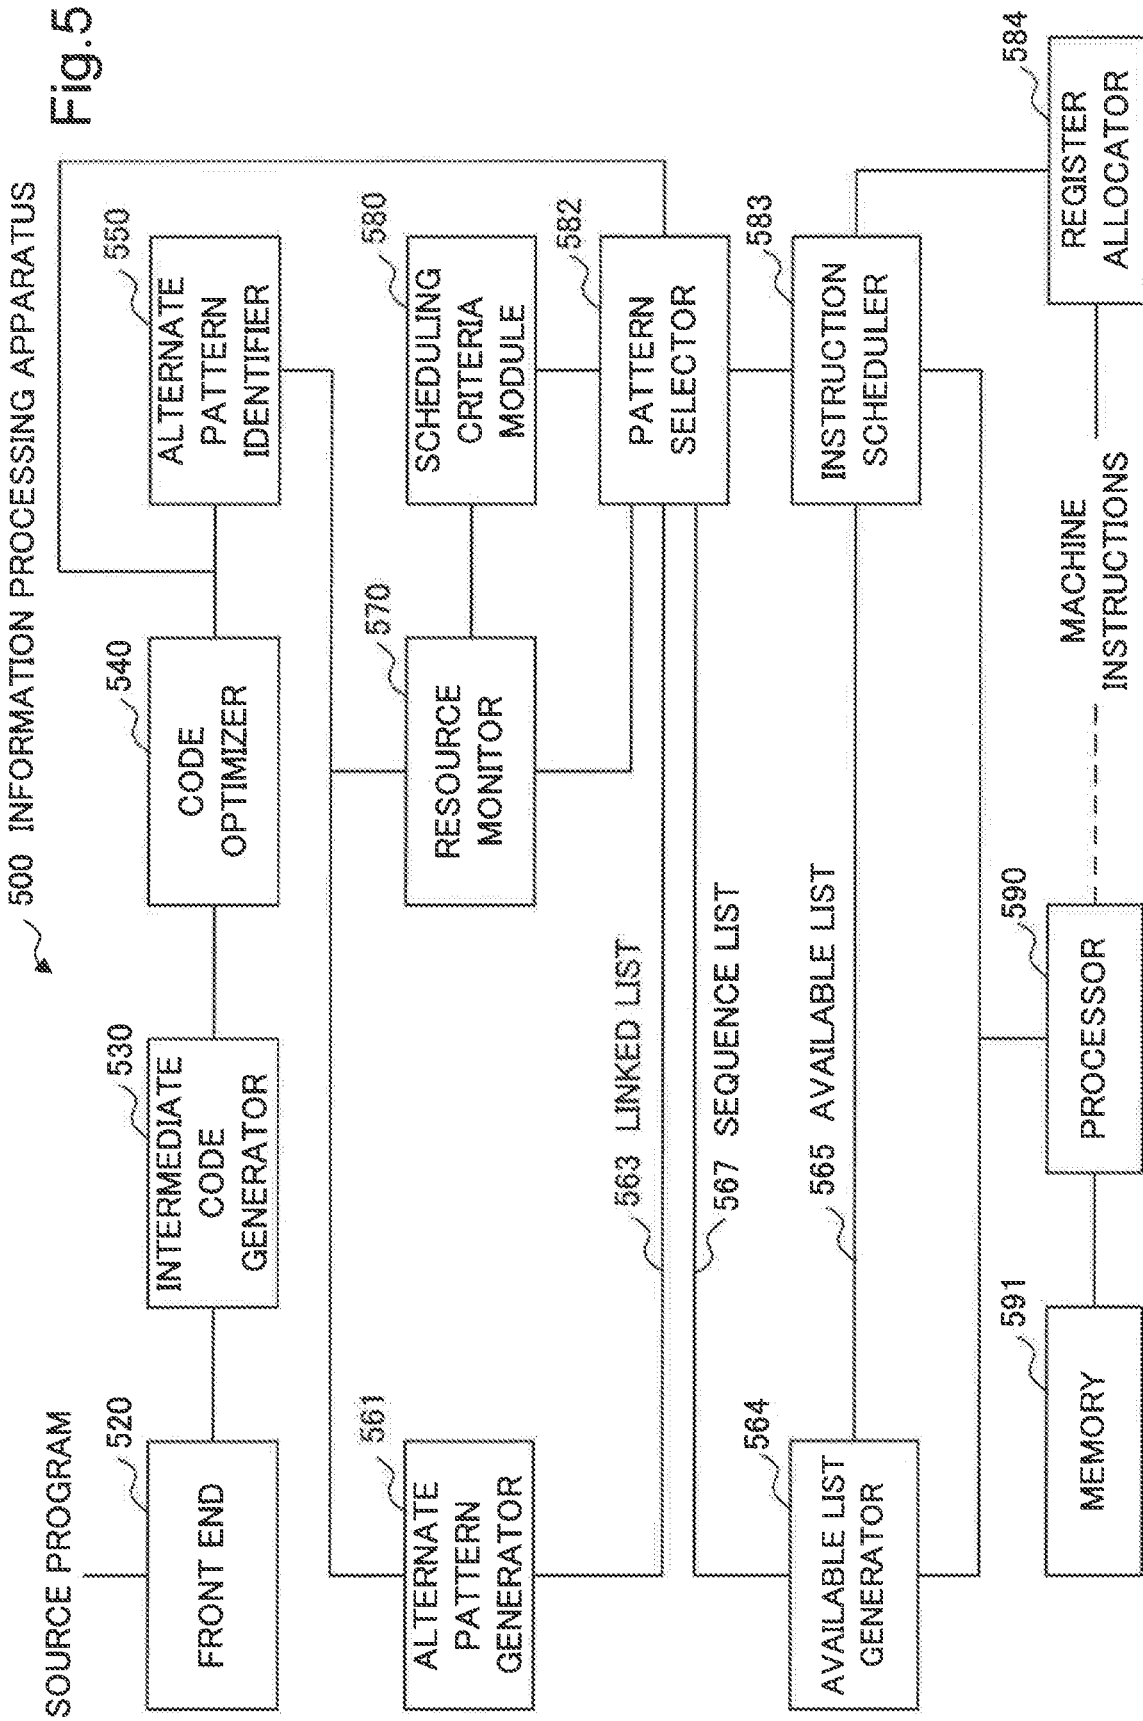 Fig.5
500 INFORMATION PROCESSING APPARATUS
SOURCE PROGRAM
520
FRONT END
530
INTERMEDIATE
CODE
GENERATOR
540
CODE
OPTIMIZER
550
ALTERNATE
PATTERN
IDENTIFIER
561
ALTERNATE
PATTERN
GENERATOR
570
RESOURCE
MONITOR
580
SCHEDULING
CRITERIA
MODULE
563 LINKED LIST
582
PATTERN
SELECTOR
567 SEQUENCE LIST
564
AVAILABLE LIST
GENERATOR
565 AVAILABLE LIST
583
INSTRUCTION
SCHEDULER
591
MEMORY
590
PROCESSOR
MACHINE
INSTRUCTIONS
584
REGISTER
ALLOCATOR